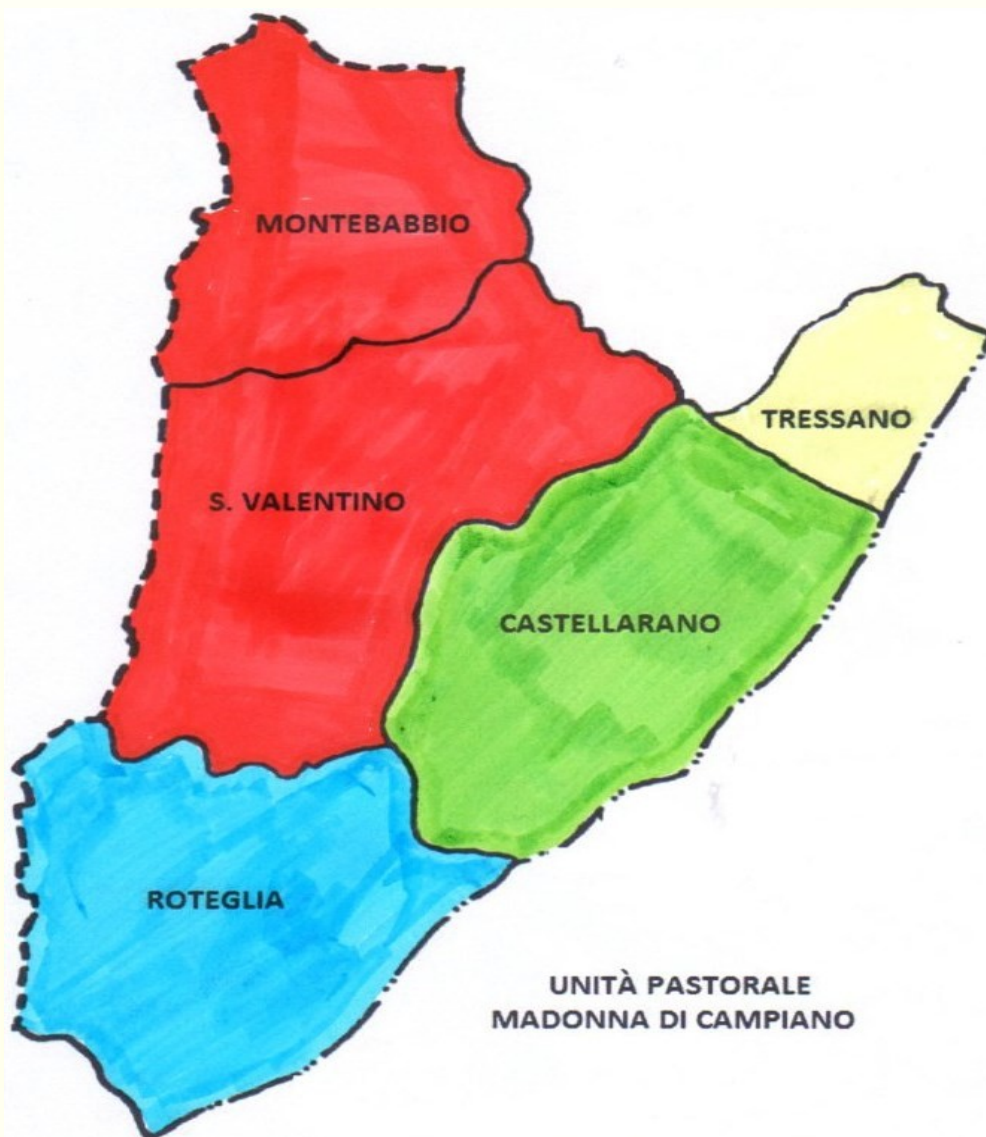 MONTEBABBIO
TRESSANO
S. VALENTINO
CASTELLARANO
ROTEGLIA
UNITÀ PASTORALE
MADONNA DI CAMPIANO